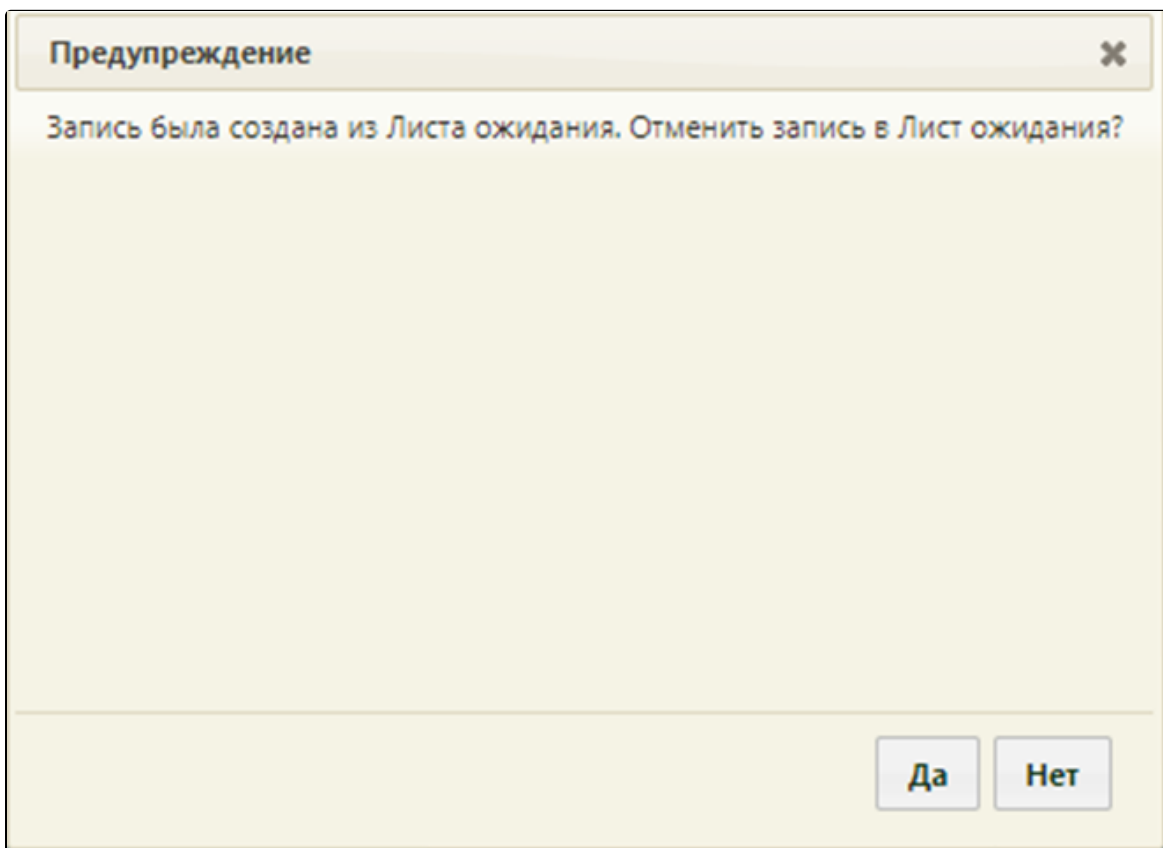 Предупреждение
Запись была создана из Листа ожидания. Отменить запись в Лист ожидания?
Да Нет